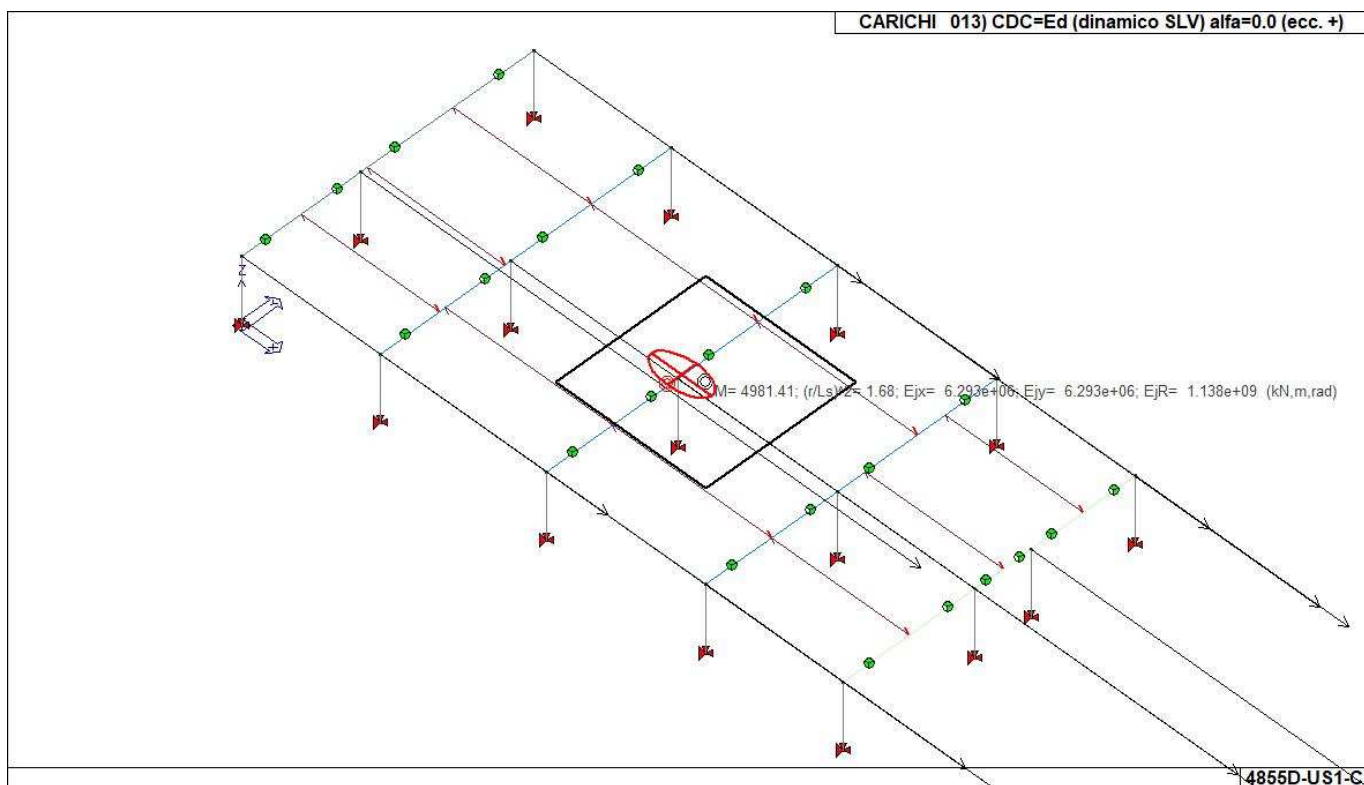 CARICHI 013) CDC=Ed (dinamico SLV) alfa=0.0 (ecc. +)
Z
M= 4981.41; (r/Ls)^2= 1.68; Ejx= 6.293e+06; Ejy= 6.293e+06; EjR= 1.138e+09 (kN,m,rad)
4855D-US1-C